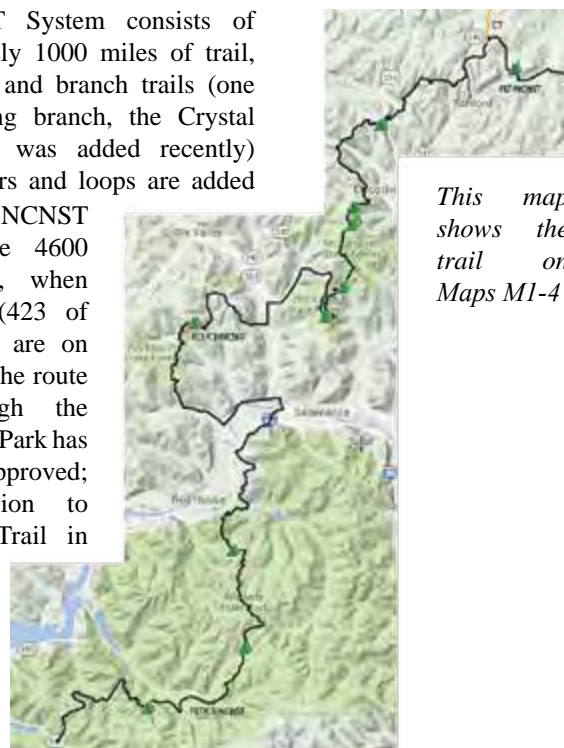 T System consists of
ly 1000 miles of trail,
and branch trails (one
ng branch, the Crystal
was added recently)
rs and loops are added
NCNST
e 4600
, when
(423 of
are on
he route
gh the
Park has
pproved;
ion to
Trail in
This map
shows the
trail on
Maps M1-4
Salamanca